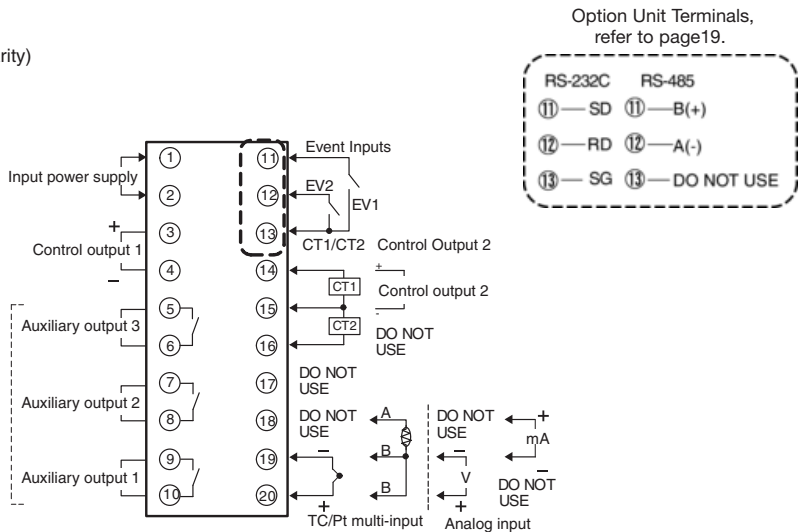 Option Unit Terminals,
refer to page19.
rity)
RS-232C RS-485
⑪ — SD ⑪ — B(+)
⑫ — RD ⑫ — A(-)
⑬ — SG ⑬ — DO NOT USE
Input power supply
+
Control output 1
−
Auxiliary output 3
Auxiliary output 2
Auxiliary output 1
①
②
③
④
⑤
⑥
⑦
⑧
⑨
⑩
⑪
⑫
⑬
⑭
⑮
⑯
⑰
⑱
⑲
⑳
Event Inputs
EV2
EV1
CT1/CT2 Control Output 2
CT1
CT2
+
Control output 2
-
DO NOT
USE
DO NOT
USE
DO NOT
USE
−
+
A
B
B
TC/Pt multi-input
DO NOT
USE
−
V
+
+
mA
−
DO NOT
USE
Analog input